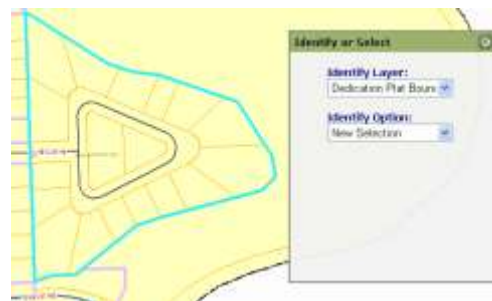 Identify or Select
Identify Layer:
Dedication Plat Boun
Identify Option:
New Selection